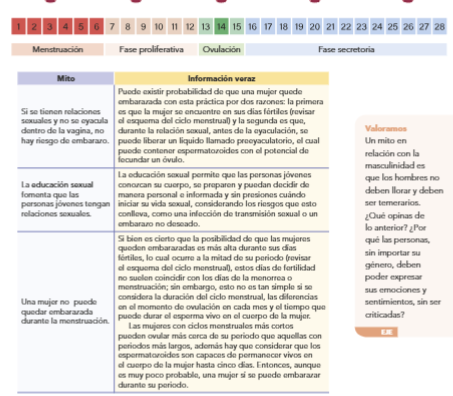 1 2 3 4 5 6 7 8 9 10 11 12 13 14 15 16 17 18 19 20 21 22 23 24 25 26 27 28
Menstruación Fase proliferativa Ovulación Fase secretoria
Mito Información veraz
Si se tienen relaciones
sexuales y no se eyacula
dentro de la vagina, no
hay riesgo de embarazo.
Puede existir probabilidad de que una mujer quede
embarazada con esta práctica por dos razones: la primera
es que la mujer se encuentre en sus días fértiles (revisar
el esquema del ciclo menstrual) y la segunda es que,
durante la relación sexual, antes de la eyaculación, se
puede liberar un líquido llamado preeyaculatorio, el cual
puede contener espermatozoides con el potencial de
fecundar un óvulo.
La educación sexual
fomenta que las
personas jóvenes tengan
relaciones sexuales.
La educación sexual permite que las personas jóvenes
conozcan su cuerpo, se preparen y puedan decidir de
manera personal e informada y sin presiones cuándo
iniciar su vida sexual, considerando los riesgos que esto
conlleva, como una infección de transmisión sexual o un
embarazo no deseado.
Una mujer no puede
quedar embarazada
durante la menstruación.
Si bien es cierto que la posibilidad de que las mujeres
queden embarazadas es más alta durante sus días
fértiles, lo cual ocurre a la mitad de su periodo (revisar
el esquema del ciclo menstrual), estos días de fertilidad
no suelen coincidir con los días de la menorrea o
menstruación; sin embargo, esto no es tan simple si se
considera la duración del ciclo menstrual, las diferencias
en el momento de ovulación en cada mes y el tiempo que
puede durar el esperma vivo en el cuerpo de la mujer.
Las mujeres con ciclos menstruales más cortos
pueden ovular más cerca de su periodo que aquellas con
periodos más largos, además hay que considerar que los
espermatozoides son capaces de permanecer vivos en
el cuerpo de la mujer hasta cinco días. Entonces, aunque
es muy poco probable, una mujer sí se puede embarazar
durante su periodo.
Valoramos
Un mito en
relación con la
masculinidad es
que los hombres no
deben llorar y deben
ser temerarios.
¿Qué opinas de
lo anterior? ¿Por
qué las personas,
sin importar su
género, deben
poder expresar
sus emociones y
sentimientos, sin ser
criticadas?